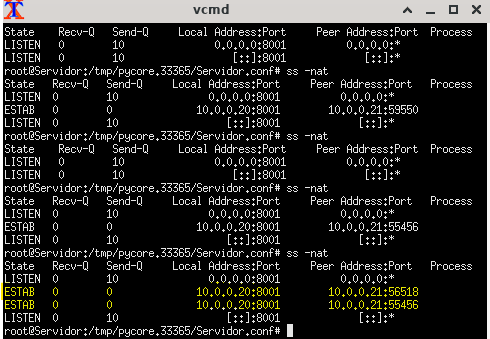 vcmd
State Recv-Q Send-Q Local Address:Port Peer Address:Port Process
LISTEN 0 10 0.0.0.0:8001 0.0.0.0:*
LISTEN 0 10 [::]:8001 [::]:*
root@Servidor:/tmp/pycore.33365/Servidor.conf# ss -nat
State Recv-Q Send-Q Local Address:Port Peer Address:Port Process
LISTEN 0 10 0.0.0.0:8001 0.0.0.0:*
ESTAB 0 0 10.0.0.20:8001 10.0.0.21:59550
LISTEN 0 10 [::]:8001 [::]:*
root@Servidor:/tmp/pycore.33365/Servidor.conf# ss -nat
State Recv-Q Send-Q Local Address:Port Peer Address:Port Process
LISTEN 0 10 0.0.0.0:8001 0.0.0.0:*
LISTEN 0 10 [::]:8001 [::]:*
root@Servidor:/tmp/pycore.33365/Servidor.conf# ss -nat
State Recv-Q Send-Q Local Address:Port Peer Address:Port Process
LISTEN 0 10 0.0.0.0:8001 0.0.0.0:*
ESTAB 0 0 10.0.0.20:8001 10.0.0.21:55456
LISTEN 0 10 [::]:8001 [::]:*
root@Servidor:/tmp/pycore.33365/Servidor.conf# ss -nat
State Recv-Q Send-Q Local Address:Port Peer Address:Port Process
LISTEN 0 10 0.0.0.0:8001 0.0.0.0:*
ESTAB 0 0 10.0.0.20:8001 10.0.0.21:56518
ESTAB 0 0 10.0.0.20:8001 10.0.0.21:55456
LISTEN 0 10 [::]:8001 [::]:*
root@Servidor:/tmp/pycore.33365/Servidor.conf#